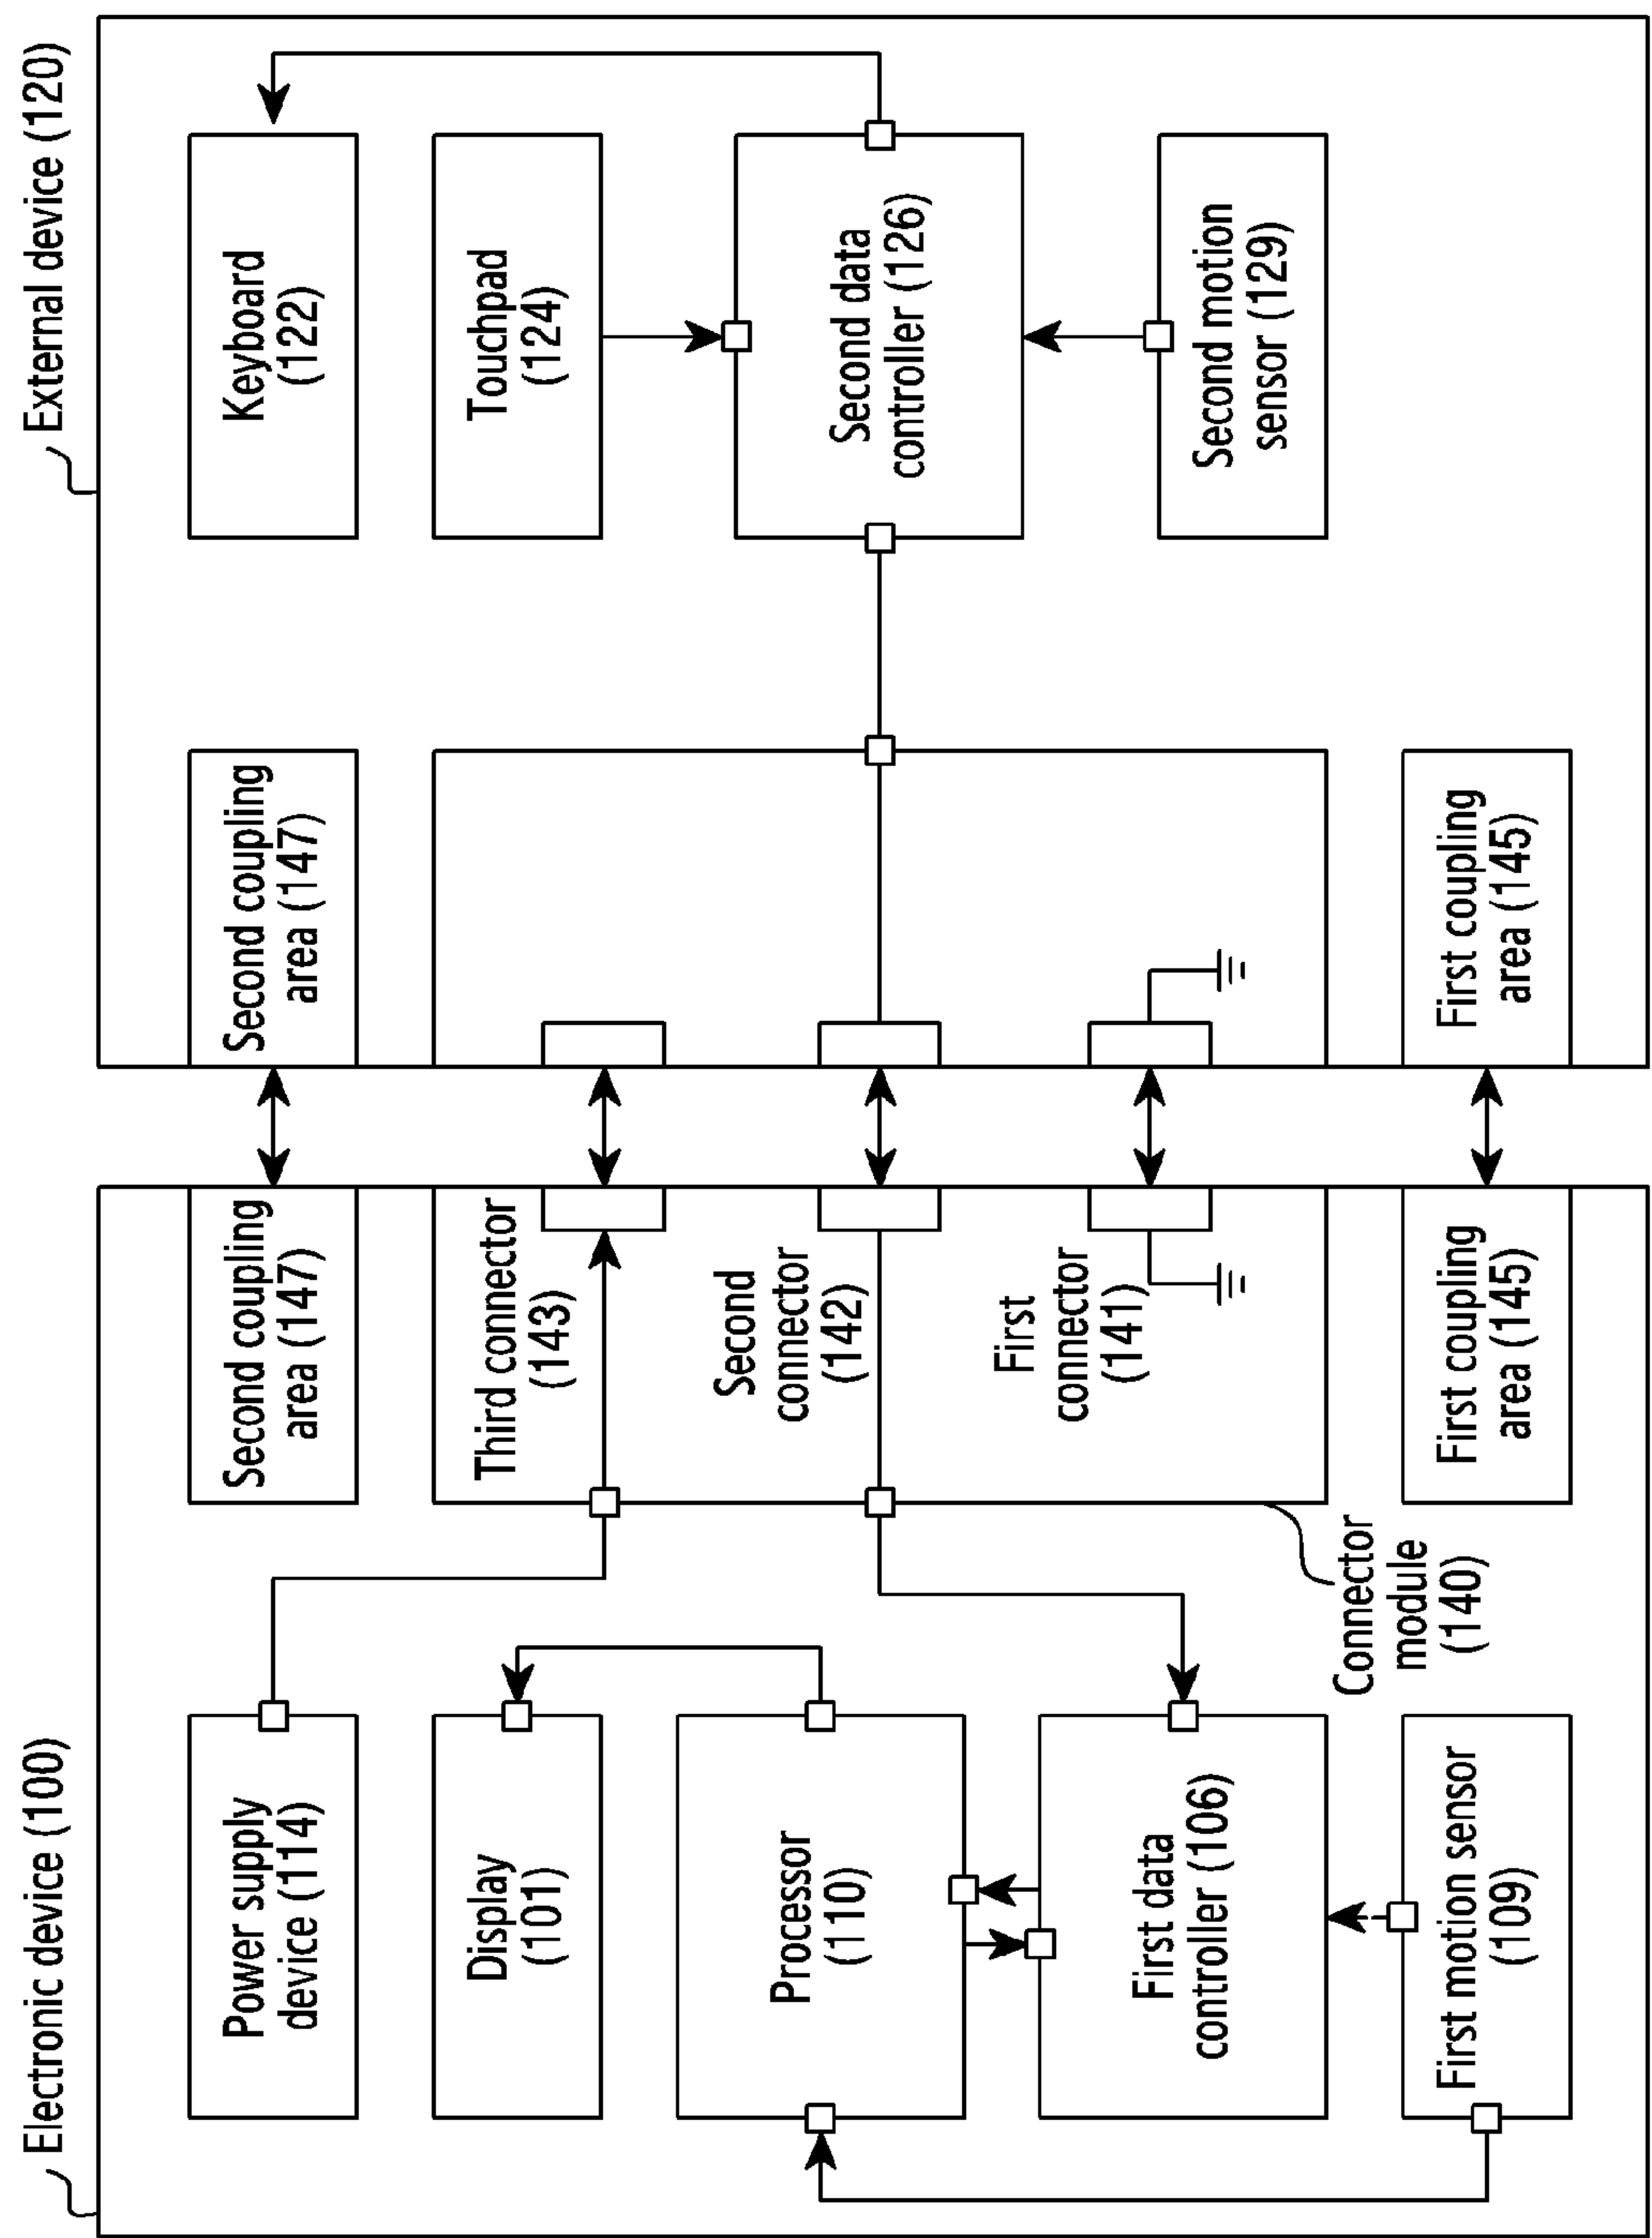 Electronic device (100)
External device (120)
Power supply
device (114)
Display
(101)
Processor
(110)
First data
controller (106)
First motion sensor
(109)
Second coupling
area (147)
Third connector
(143)
Second
connector
(142)
First
connector
(141)
Connector
module
(140)
First coupling
area (145)
Second coupling
area (147)
First coupling
area (145)
Keyboard
(122)
Touchpad
(124)
Second data
controller (126)
Second motion
sensor (129)